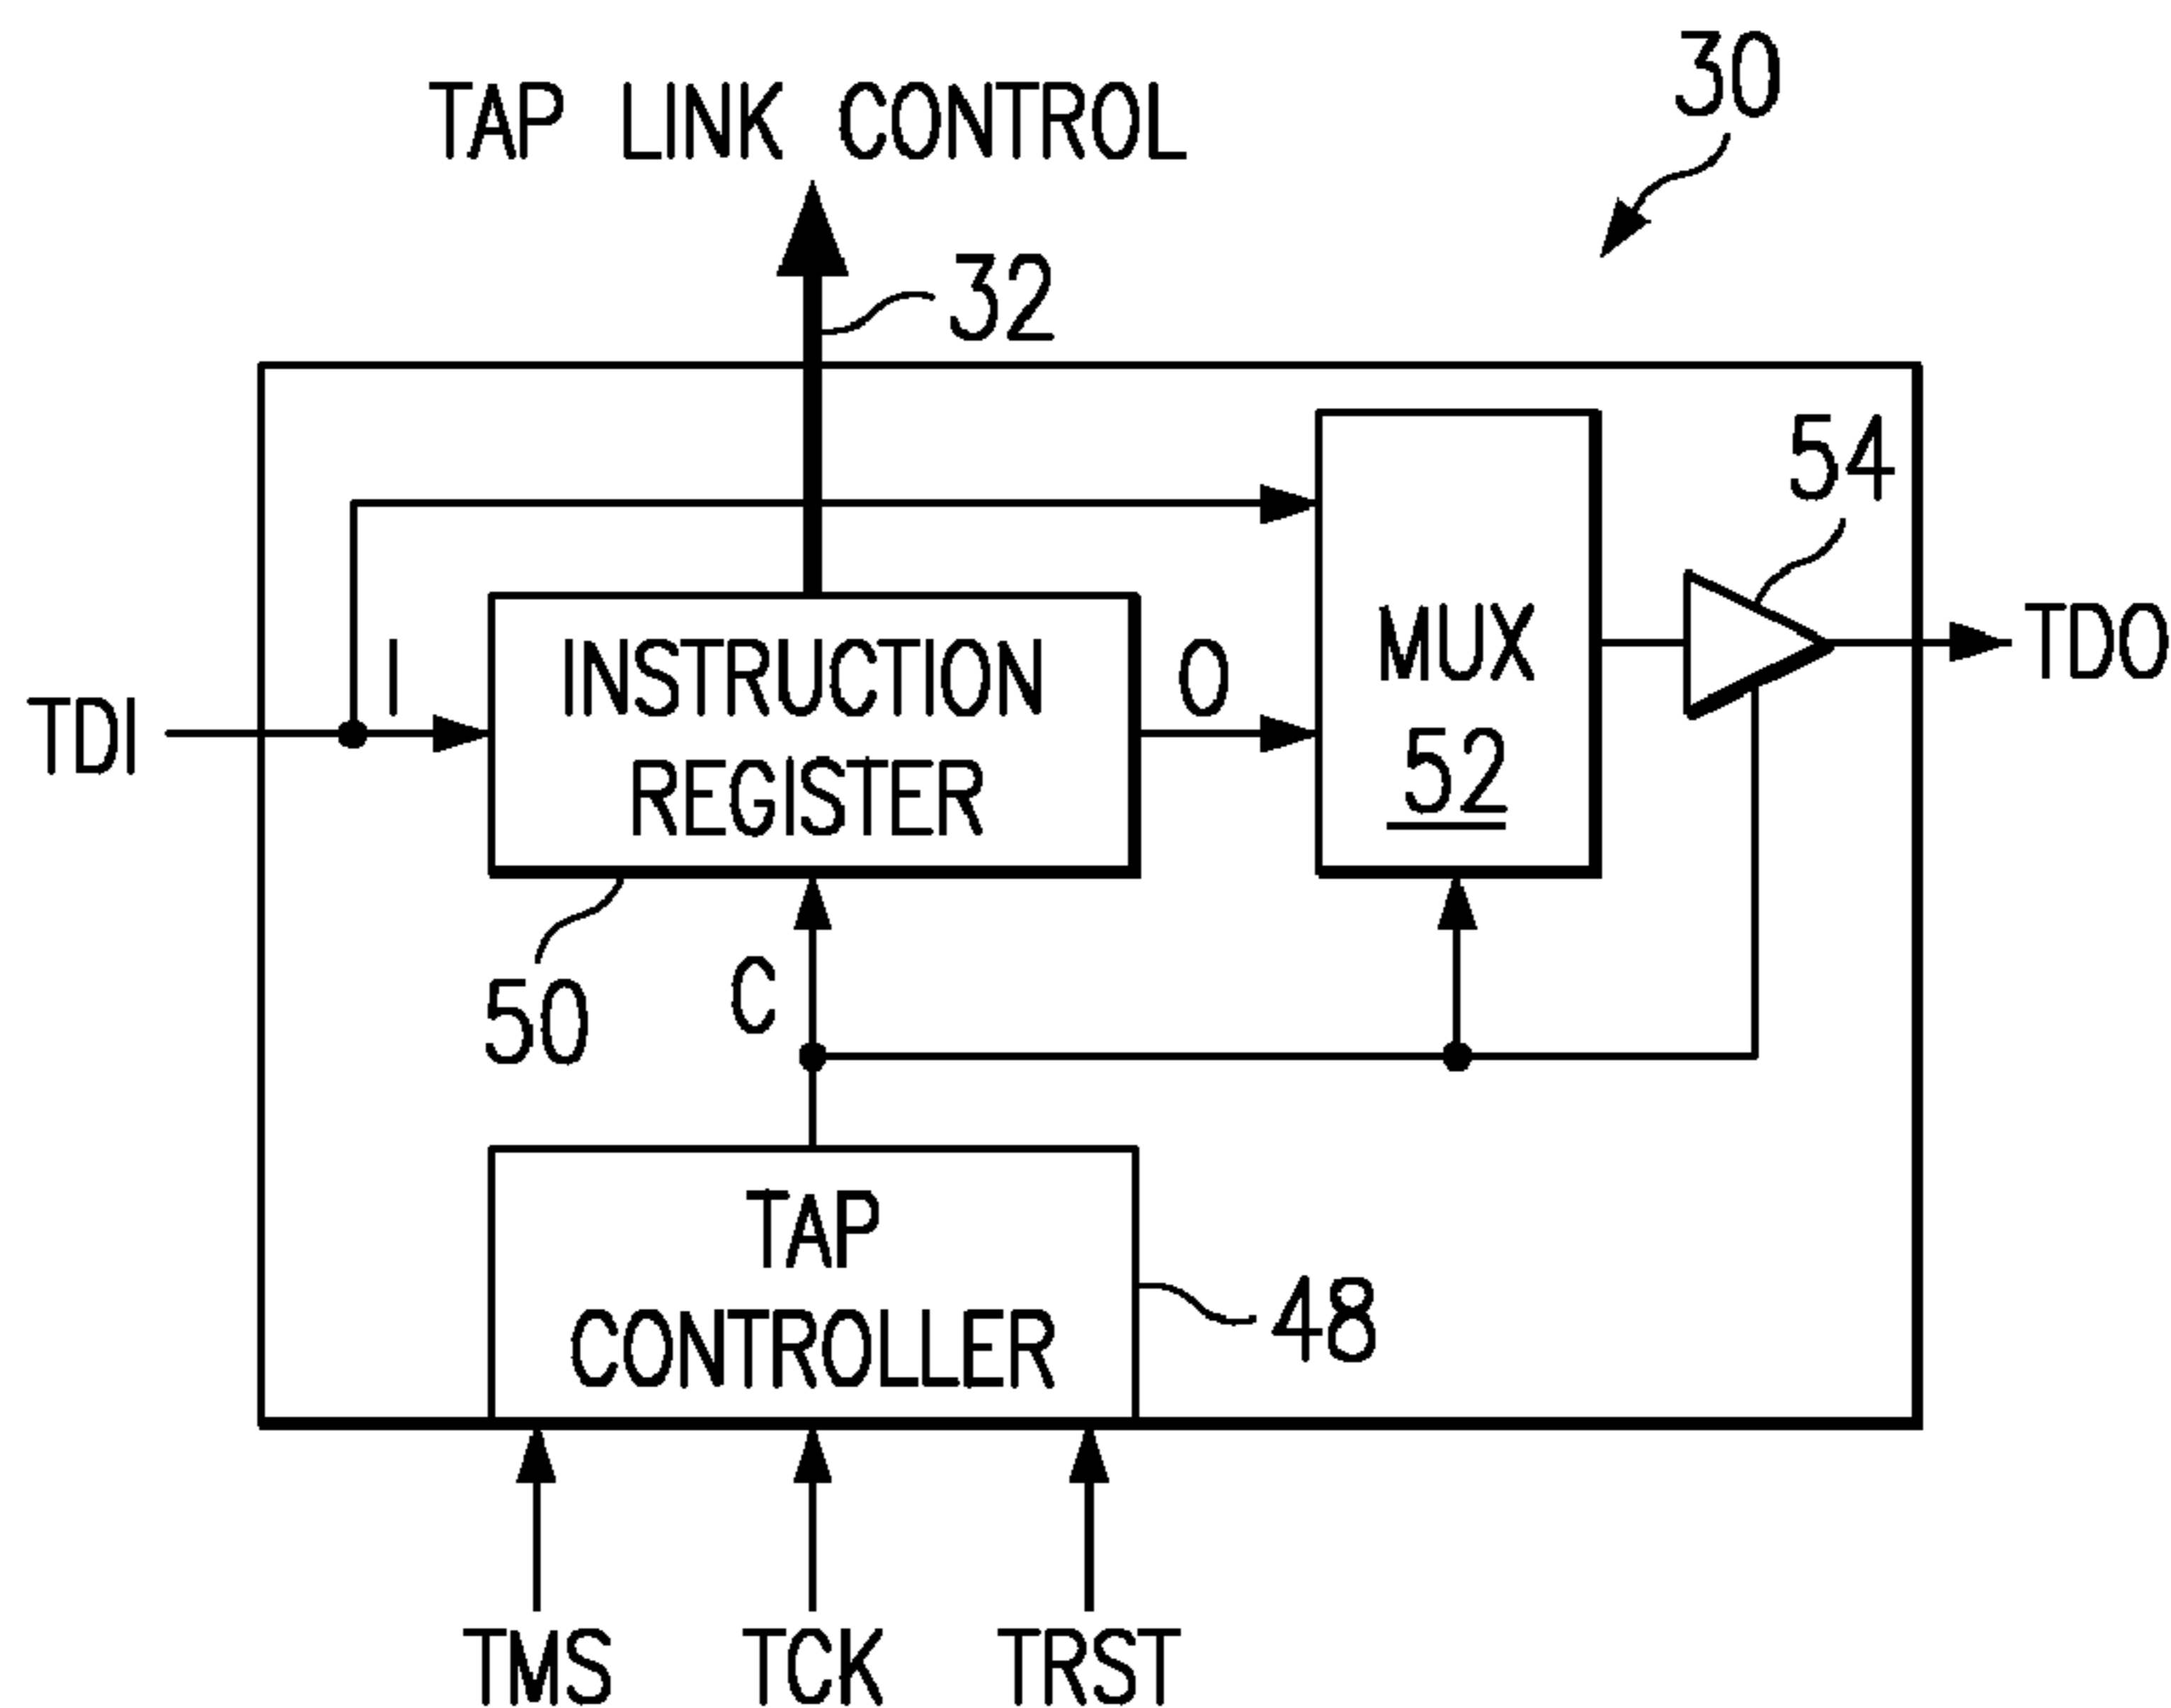 30
TAP LINK CONTROL
32
54
MUX
52
TDO
TDI
I
INSTRUCTION
REGISTER
O
50
C
TAP
CONTROLLER
48
TMS TCK TRST